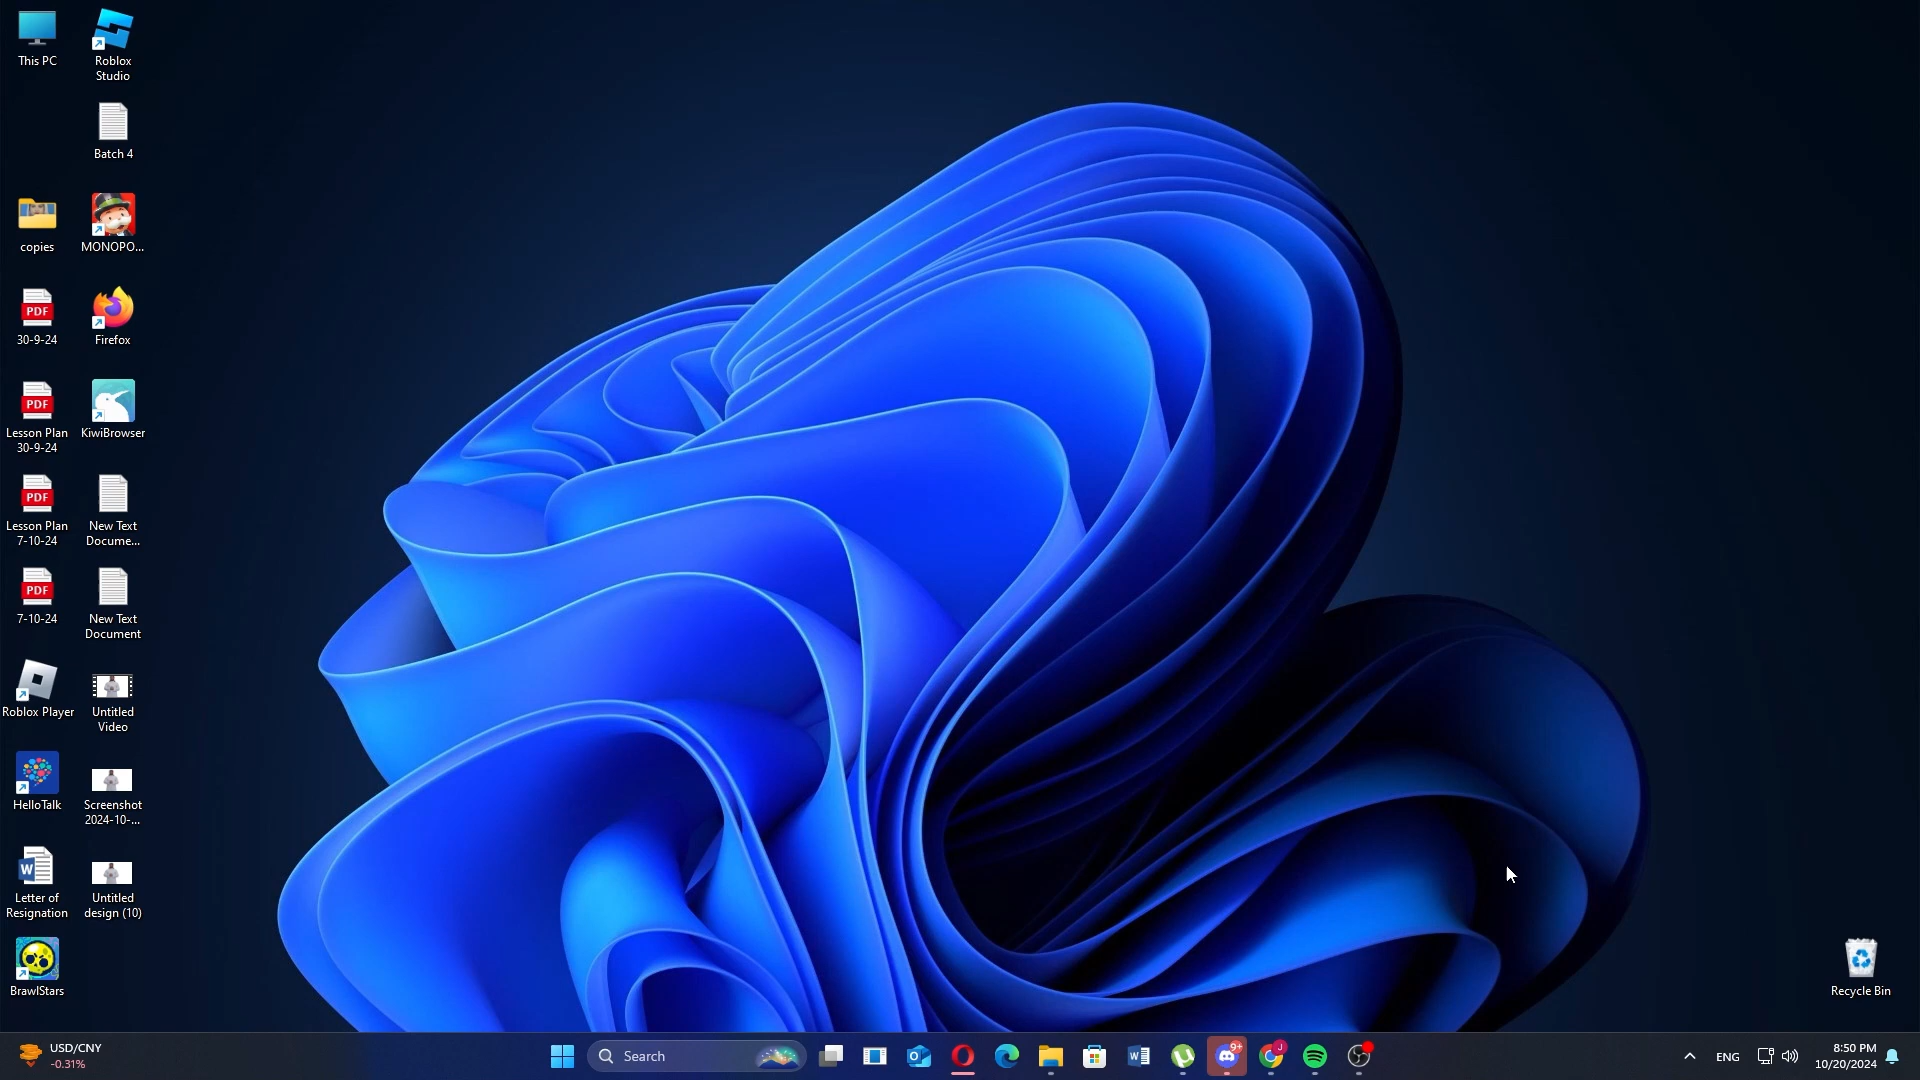 This PC
Roblox
Studio
Batch 4
copies
MONOPO...
PDF
30-9-24
Firefox
PDF
Lesson Plan
30-9-24
KiwiBrowser
PDF
Lesson Plan
7-10-24
New Text
Docume...
PDF
7-10-24
New Text
Document
Roblox Player
Untitled
Video
HelloTalk
Screenshot
2024-10-...
W
Letter of
Resignation
Untitled
design (10)
BrawlStars
Recycle Bin
USD/CNY
-0.31%
Search
9+
J
ENG
8:50 PM
10/20/2024